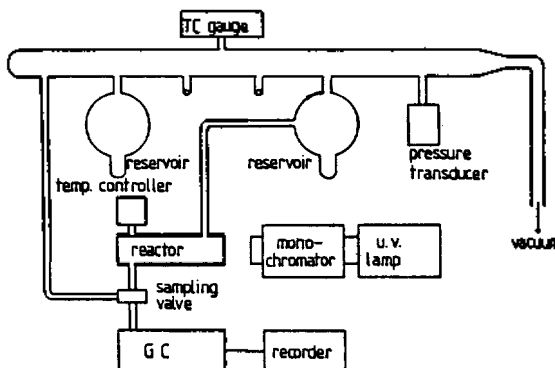 TC gauge
reservoir
reservoir
pressure
transducer
temp. controller
reactor
mono-
chromator
u.v.
lamp
vacuum
sampling
valve
G C
recorder